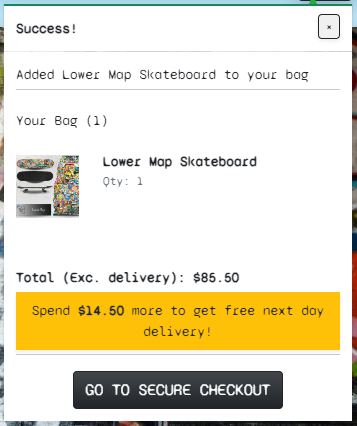 Success!
×
Added Lower Map Skateboard to your bag
Your Bag (1)
Lower Map Skateboard
Qty: 1
Total (Exc. delivery): $85.50
Spend $14.50 more to get free next day
delivery!
GO TO SECURE CHECKOUT